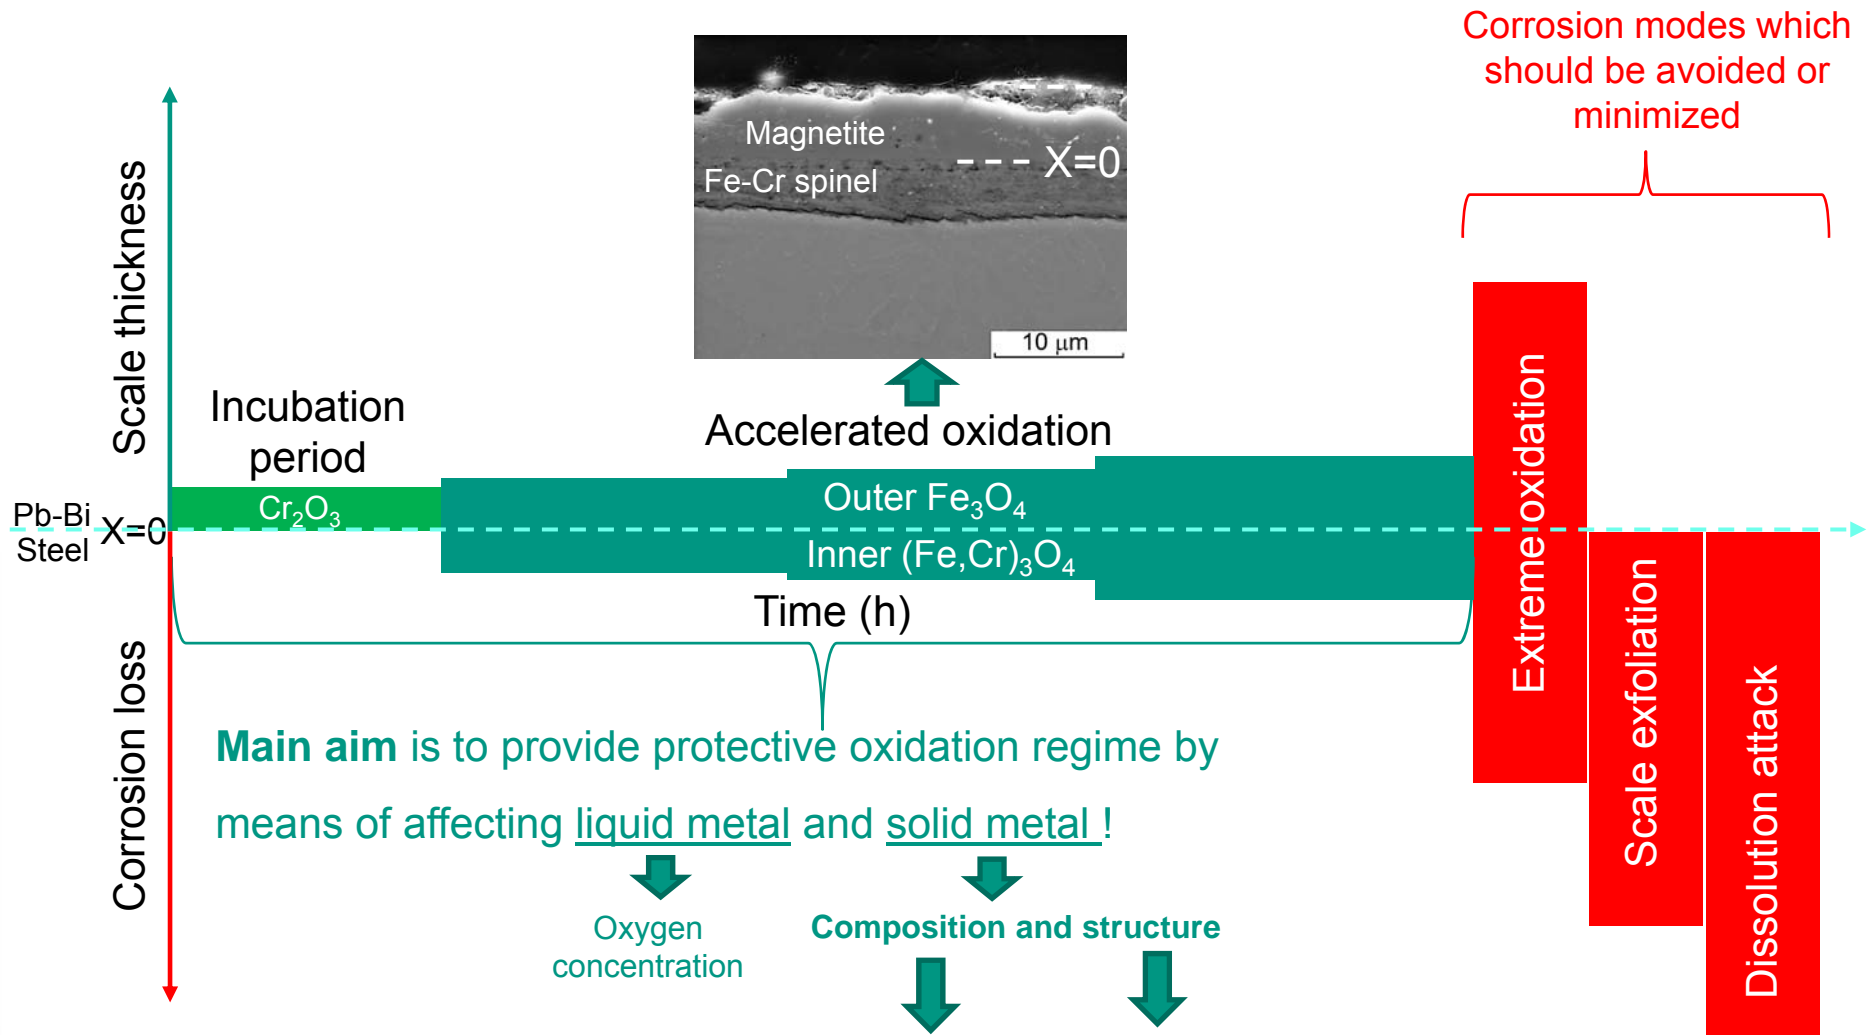 Corrosion modes which
should be avoided or
minimized
Scale thickness
Magnetite
X=0
Fe-Cr spinel
10 μm
Incubation
period
Accelerated oxidation
Cr₂O₃
Outer Fe₃O₄
Pb-Bi
X=0
Steel
Inner (Fe,Cr)₃O₄
Time (h)
Extreme oxidation
Scale exfoliation
Dissolution attack
Corrosion loss
Main aim is to provide protective oxidation regime by
means of affecting liquid metal and solid metal !
Oxygen
concentration
Composition and structure